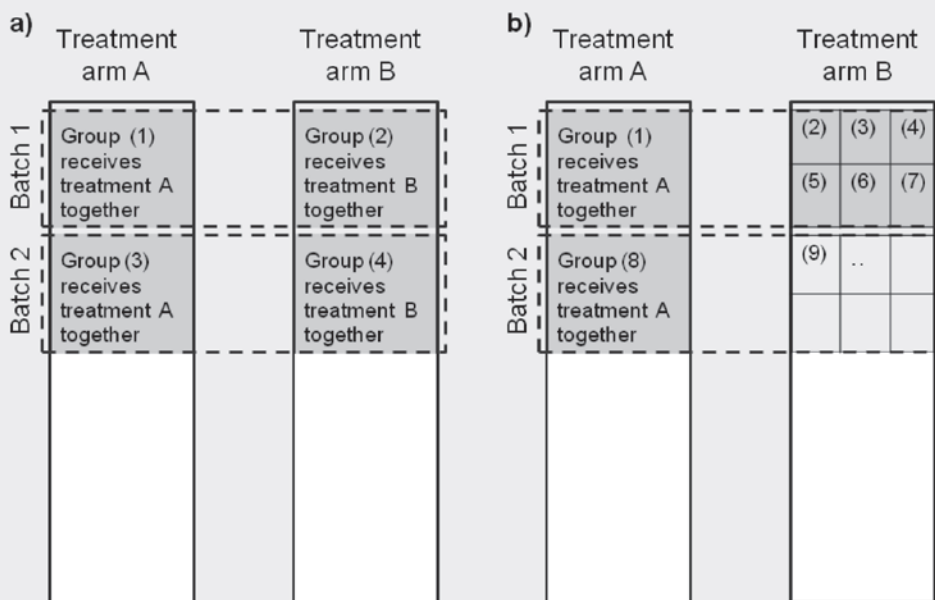 a)
Treatment
arm A
Treatment
arm B
Batch 1
Group (1)
receives
treatment A
together
Group (2)
receives
treatment B
together
Batch 2
Group (3)
receives
treatment A
together
Group (4)
receives
treatment B
together
b)
Treatment
arm A
Treatment
arm B
Batch 1
Group (1)
receives
treatment A
together
(2) (3) (4)
(5) (6) (7)
Batch 2
Group (8)
receives
treatment A
together
(9) ..